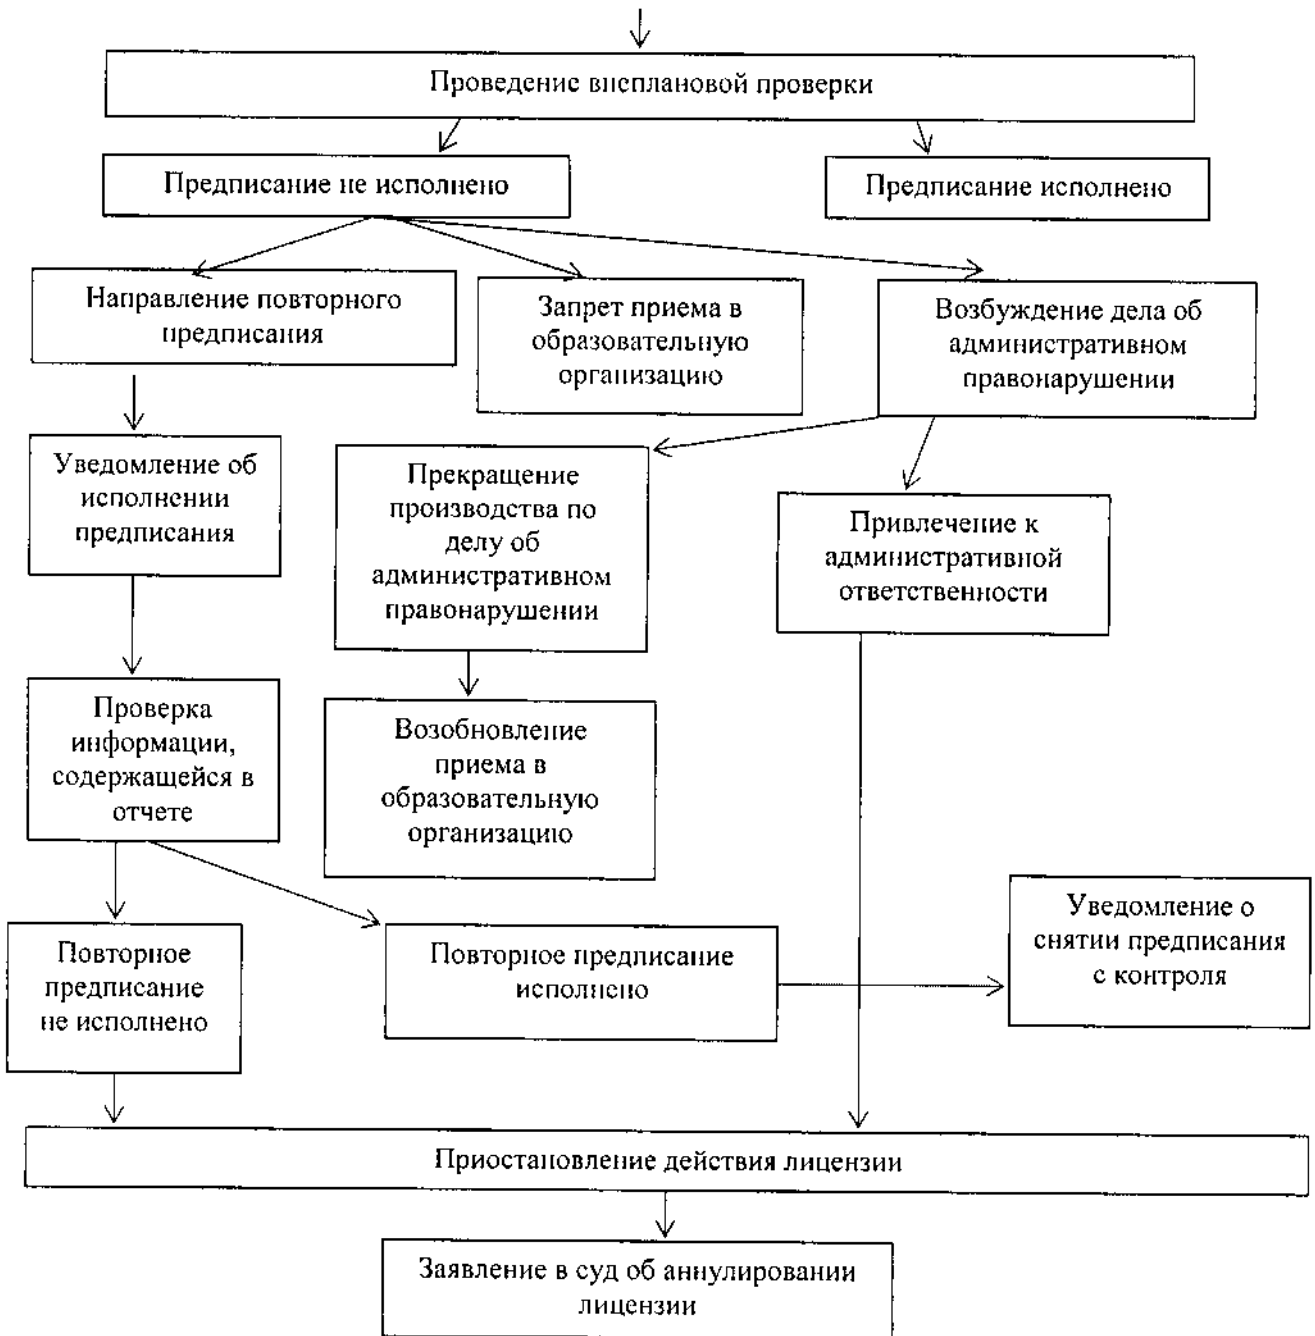 Проведение внеплановой проверки
Предписание не исполнено
Предписание исполнено
Направление повторного
предписания
Запрет приема в
образовательную
организацию
Возбуждение дела об
административном
правонарушении
Уведомление об
исполнении
предписания
Прекращение
производства по
делу об
административном
правонарушении
Привлечение к
административной
ответственности
Проверка
информации,
содержащейся в
отчете
Возобновление
приема в
образовательную
организацию
Повторное
предписание
не исполнено
Повторное предписание
исполнено
Уведомление о
снятии предписания
с контроля
Приостановление действия лицензии
Заявление в суд об аннулировании
лицензии